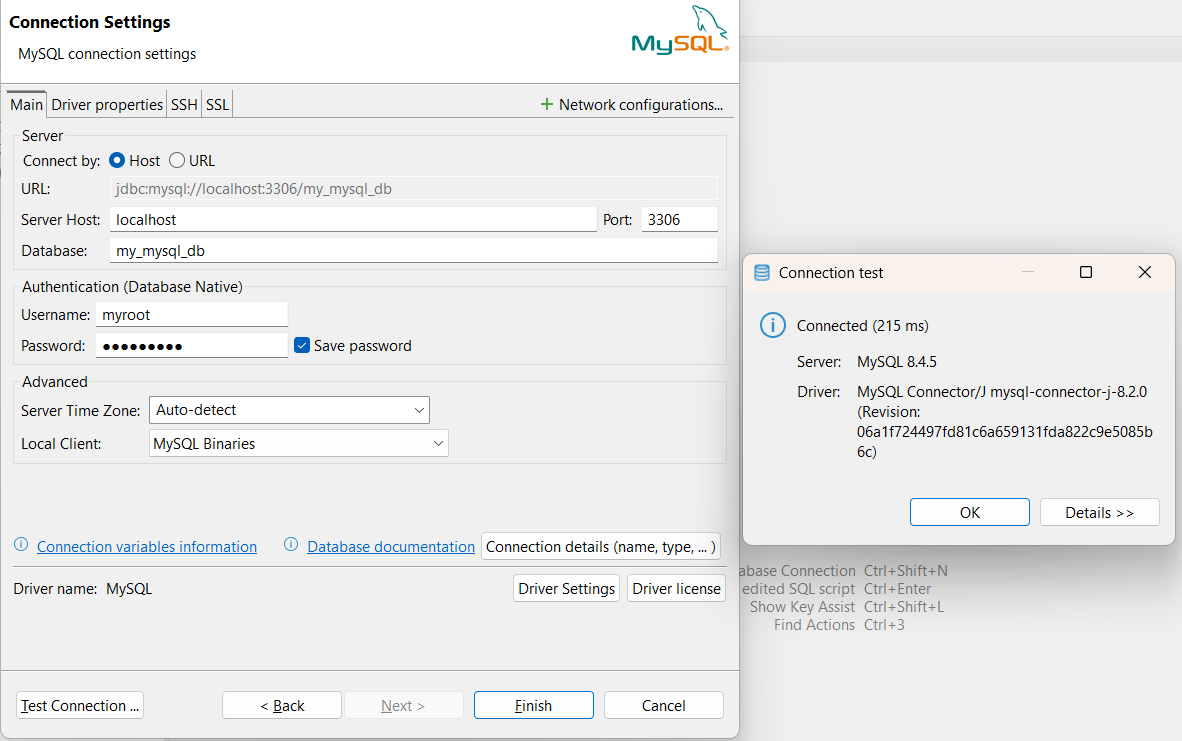 Connection Settings
MySQL connection settings
MySQL®
Main Driver properties SSH SSL
Network configurations...
Server
Connect by: Host URL
URL: jdbc:mysql://localhost:3306/my_mysql_db
Server Host: localhost Port: 3306
Database: my_mysql_db
Authentication (Database Native)
Username: myroot
Password: ●●●●●●●●● Save password
Advanced
Server Time Zone: Auto-detect
Local Client: MySQL Binaries
Connection variables information
Database documentation
Connection details (name, type, ... )
Driver name: MySQL
Driver Settings
Driver license
Test Connection ...
< Back
Next >
Finish
Cancel
Connection test
Connected (215 ms)
Server: MySQL 8.4.5
Driver: MySQL Connector/J mysql-connector-j-8.2.0
(Revision:
06a1f724497fd81c6a659131fda822c9e5085b
6c)
OK
Details >>
abase Connection Ctrl+Shift+N
edited SQL script Ctrl+Enter
Show Key Assist Ctrl+Shift+L
Find Actions Ctrl+3